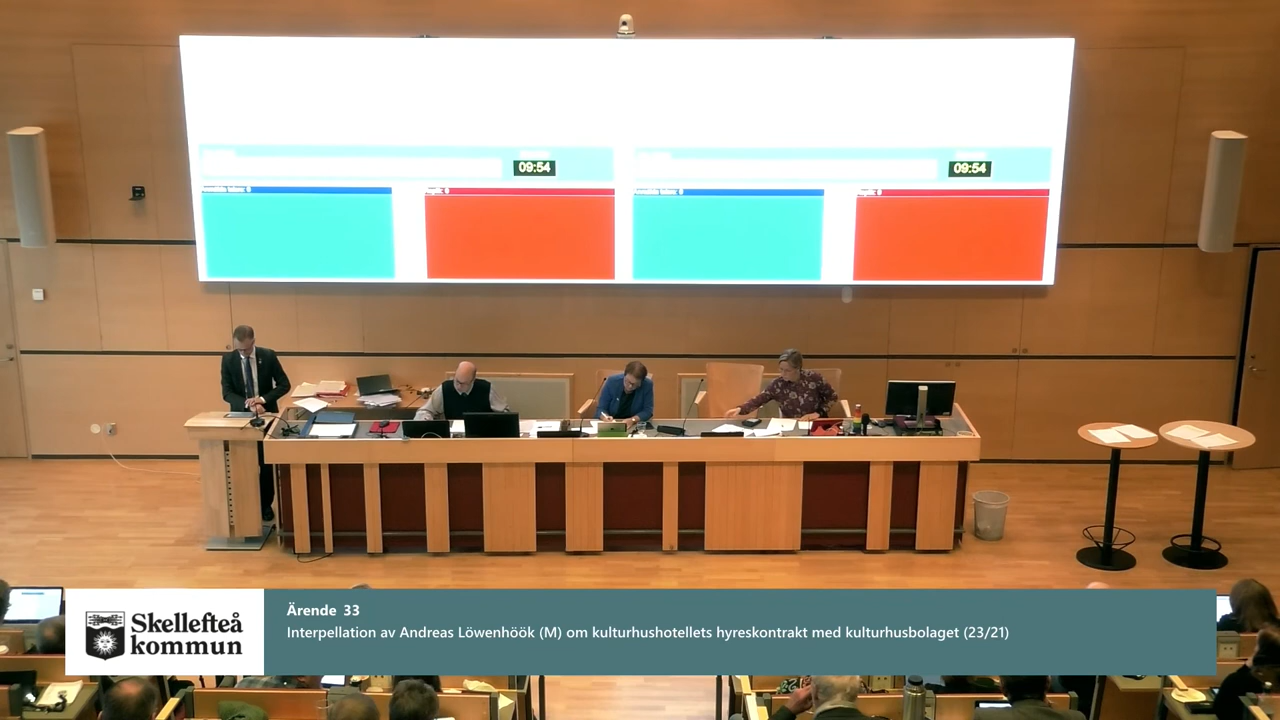 09:54
09:54
Skellefteå
kommun
Ärende 33
Interpellation av Andreas Löwenhöök (M) om kulturhushotellets hyreskontrakt med kulturhusbolaget (23/21)